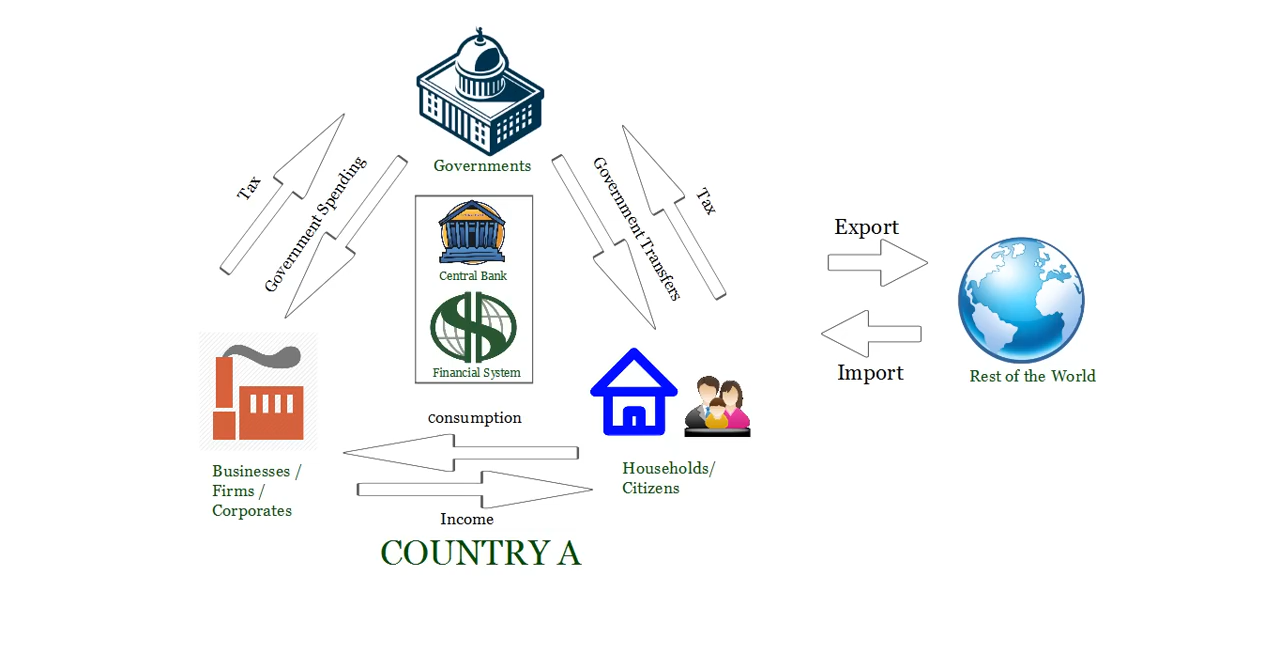 Governments
Tax
Government Spending
Government Transfers
Tax
Central Bank
Financial System
Export
Import
Rest of the World
Consumption
Income
Businesses /
Firms /
Corporates
Households/
Citizens
COUNTRY A